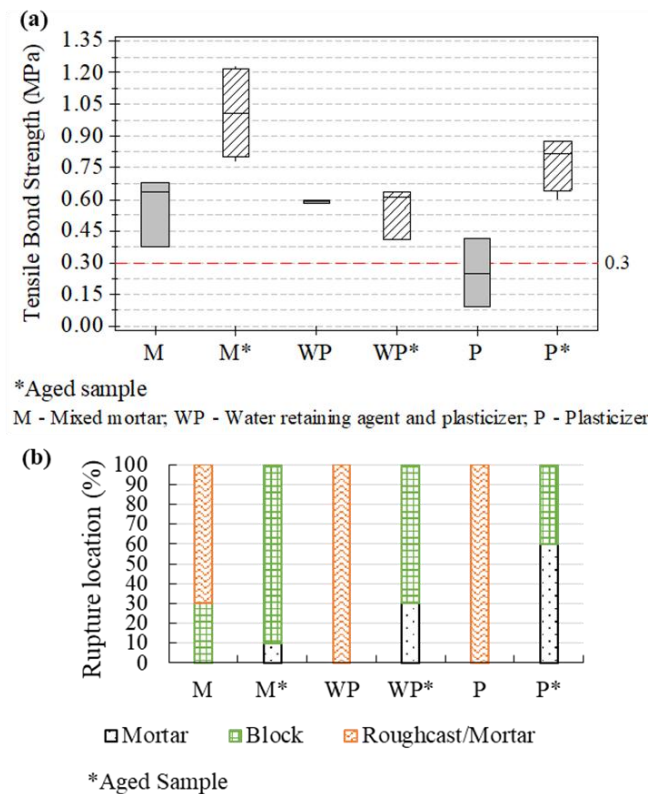 (a)
Tensile Bond Strength (MPa)
1.35
1.20
1.05
0.90
0.75
0.60
0.45
0.30
0.15
0.00
0.3
M M* WP WP* P P*
*Aged sample
M - Mixed mortar; WP - Water retaining agent and plasticizer; P - Plasticizer
(b)
Rupture location (%)
100
90
80
70
60
50
40
30
20
10
0
M M* WP WP* P P*
Mortar Block Roughcast/Mortar
*Aged Sample